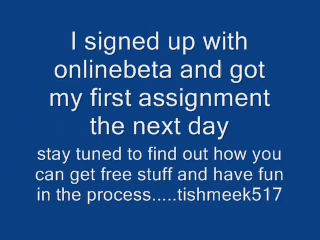 I signed up with
onlinebeta and got
my first assignment
the next day
stay tuned to find out how you
can get free stuff and have fun
in the process.....tishmeek517